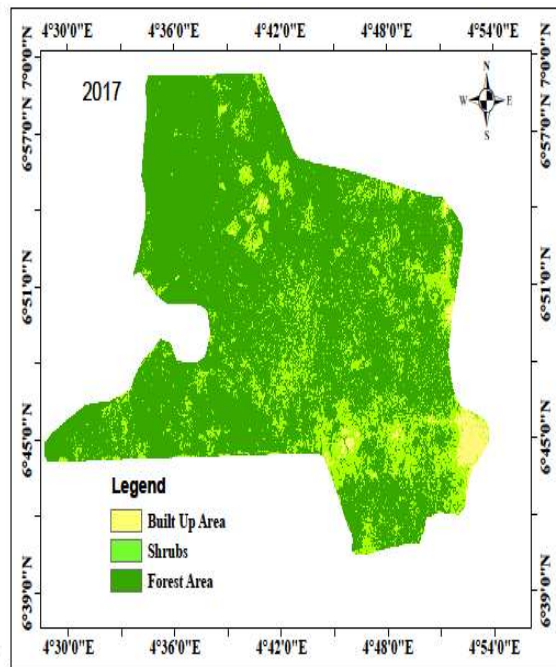 4°30'0"E 4°36'0"E 4°42'0"E 4°48'0"E 4°54'0"E
7°0'0"N 7°0'0"N
2017
N
W E
S
6°57'0"N 6°57'0"N
6°51'0"N 6°51'0"N
6°45'0"N 6°45'0"N
Legend
Built Up Area
Shrubs
Forest Area
6°39'0"N 6°39'0"N
4°30'0"E 4°36'0"E 4°42'0"E 4°48'0"E 4°54'0"E